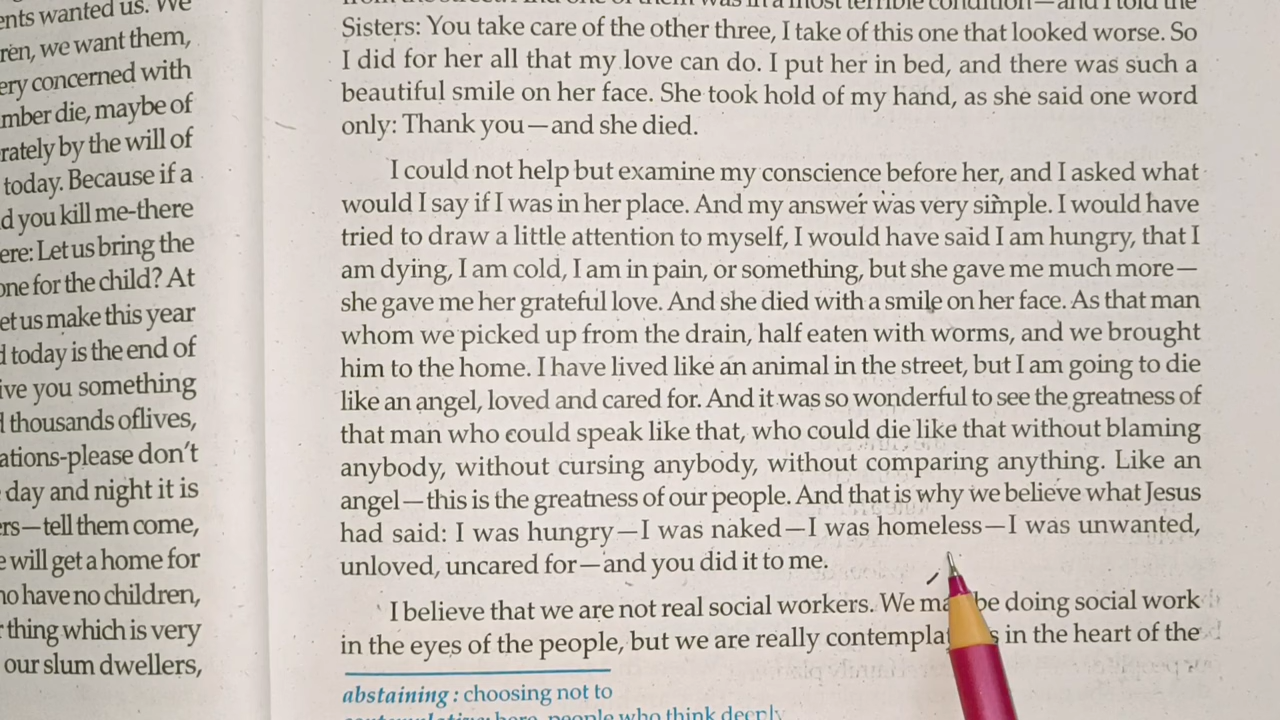 ents wanted us. We
ren, we want them,
ery concerned with
mber die, maybe of
rately by the will of
today. Because if a
d you kill me-there
ere: Let us bring the
one for the child? At
et us make this year
d today is the end of
ive you something
d thousands oflives,
ations-please don't
day and night it is
ers—tell them come,
e will get a home for
no have no children,
r thing which is very
our slum dwellers,
Sisters: You take care of the other three, I take of this one that looked worse. So
I did for her all that my love can do. I put her in bed, and there was such a
beautiful smile on her face. She took hold of my hand, as she said one word
only: Thank you—and she died.
I could not help but examine my conscience before her, and I asked what
would I say if I was in her place. And my answer was very simple. I would have
tried to draw a little attention to myself, I would have said I am hungry, that I
am dying, I am cold, I am in pain, or something, but she gave me much more—
she gave me her grateful love. And she died with a smile on her face. As that man
whom we picked up from the drain, half eaten with worms, and we brought
him to the home. I have lived like an animal in the street, but I am going to die
like an angel, loved and cared for. And it was so wonderful to see the greatness of
that man who could speak like that, who could die like that without blaming
anybody, without cursing anybody, without comparing anything. Like an
angel—this is the greatness of our people. And that is why we believe what Jesus
had said: I was hungry—I was naked—I was homeless—I was unwanted,
unloved, uncared for—and you did it to me.
I believe that we are not real social workers. We may be doing social work
in the eyes of the people, but we are really contempla s in the heart of the
abstaining : choosing not to
here, people who think deeply